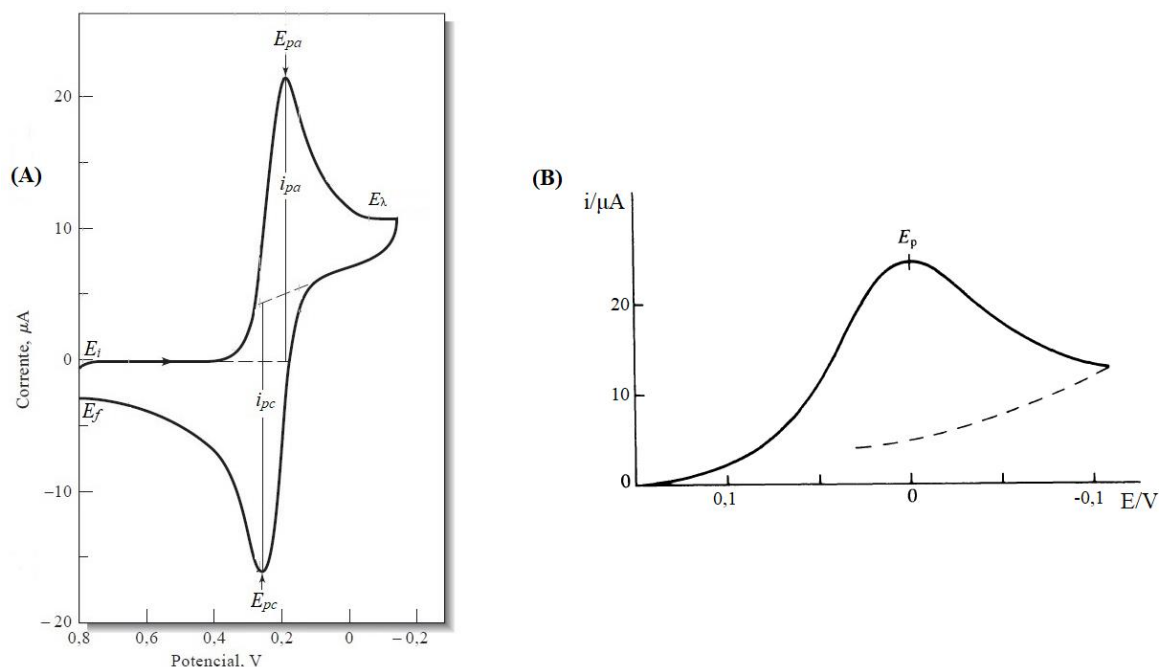 (A)
Corrente, μA
20
10
0
−10
−20
E_pa
i_pa
E_λ
E_i
E_f
i_pc
E_pc
0,8
0,6
0,4
0,2
0
−0,2
Potencial, V
(B)
i/μA
E_p
20
10
0
0,1
0
-0,1
E/V